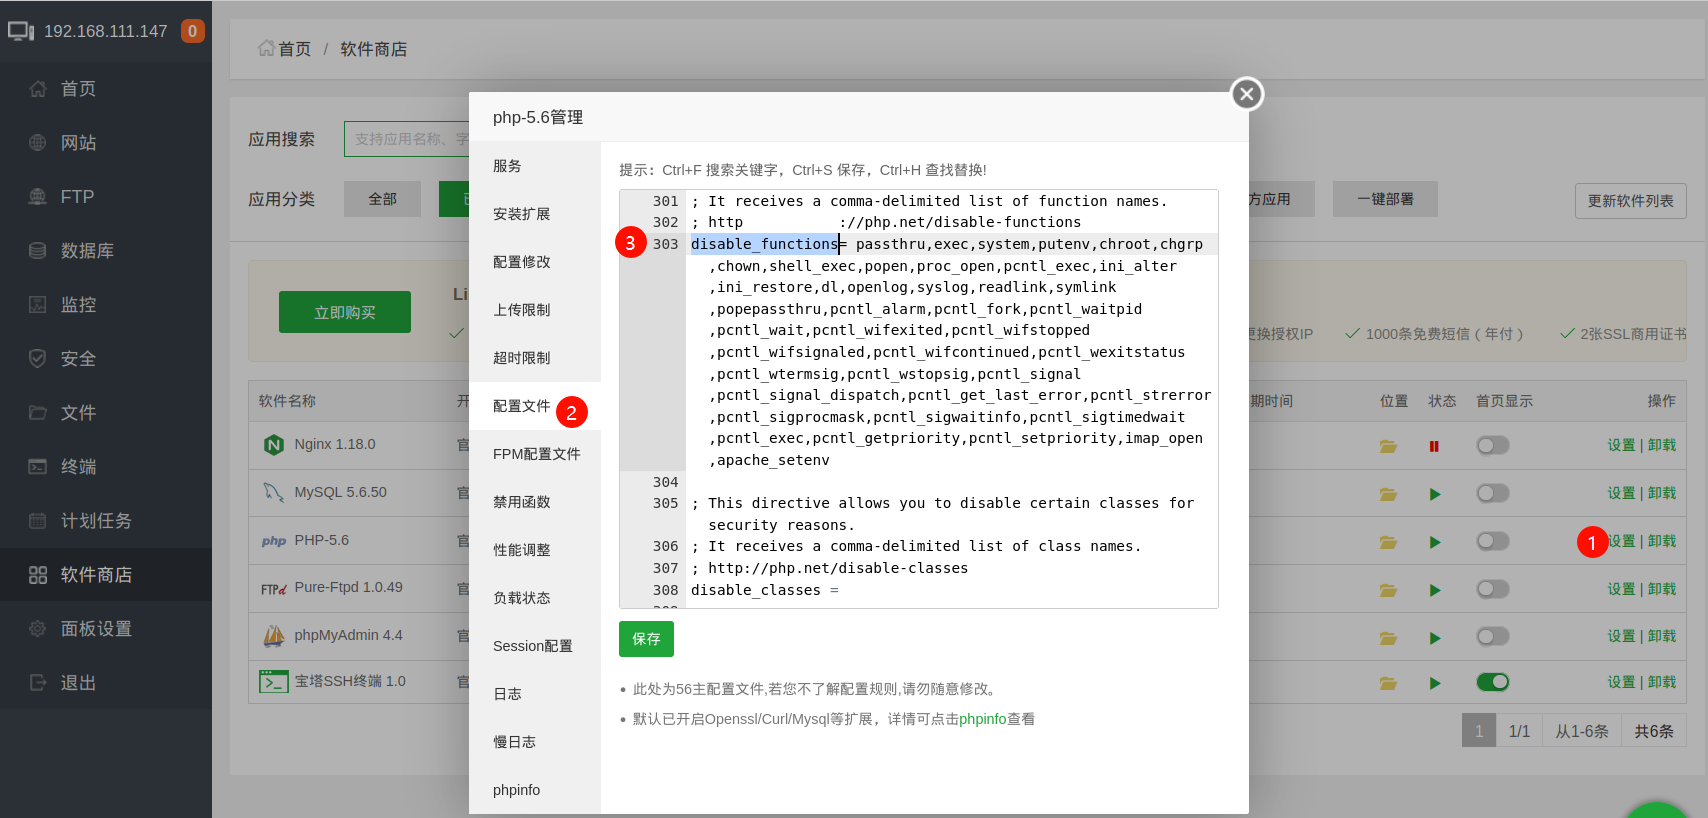 192.168.111.147 0
首页
网站
FTP
数据库
监控
安全
文件
终端
计划任务
软件商店
面板设置
退出
首页 / 软件商店
应用搜索 支持应用名称、字
应用分类 全部
方应用 一键部署 更新软件列表
立即购买 Li
更换授权IP 1000条免费短信（年付） 2张SSL商用证书
软件名称 开 期时间 位置 状态 首页显示 操作
Nginx 1.18.0 官 设置 | 卸载
MySQL 5.6.50 官 设置 | 卸载
php PHP-5.6 官 1 设置 | 卸载
FTPd Pure-Ftpd 1.0.49 官 设置 | 卸载
phpMyAdmin 4.4 官 设置 | 卸载
宝塔SSH终端 1.0 官 设置 | 卸载
1 1/1 从1-6条 共6条
php-5.6管理
服务
安装扩展
配置修改
上传限制
超时限制
配置文件 2
FPM配置文件
禁用函数
性能调整
负载状态
Session配置
日志
慢日志
phpinfo
提示：Ctrl+F 搜索关键字，Ctrl+S 保存，Ctrl+H 查找替换!
301 ; It receives a comma-delimited list of function names.
302 ; http ://php.net/disable-functions
3 303 disable_functions= passthru,exec,system,putenv,chroot,chgrp
,chown,shell_exec,popen,proc_open,pcntl_exec,ini_alter
,ini_restore,dl,openlog,syslog,readlink,symlink
,popepassthru,pcntl_alarm,pcntl_fork,pcntl_waitpid
,pcntl_wait,pcntl_wifexited,pcntl_wifstopped
,pcntl_wifsignaled,pcntl_wifcontinued,pcntl_wexitstatus
,pcntl_wtermsig,pcntl_wstopsig,pcntl_signal
,pcntl_signal_dispatch,pcntl_get_last_error,pcntl_strerror
,pcntl_sigprocmask,pcntl_sigwaitinfo,pcntl_sigtimedwait
,pcntl_exec,pcntl_getpriority,pcntl_setpriority,imap_open
,apache_setenv
304
305 ; This directive allows you to disable certain classes for
security reasons.
306 ; It receives a comma-delimited list of class names.
307 ; http://php.net/disable-classes
308 disable_classes =
309
保存
此处为56主配置文件,若您不了解配置规则,请勿随意修改。
默认已开启Openssl/Curl/Mysql等扩展，详情可点击phpinfo查看